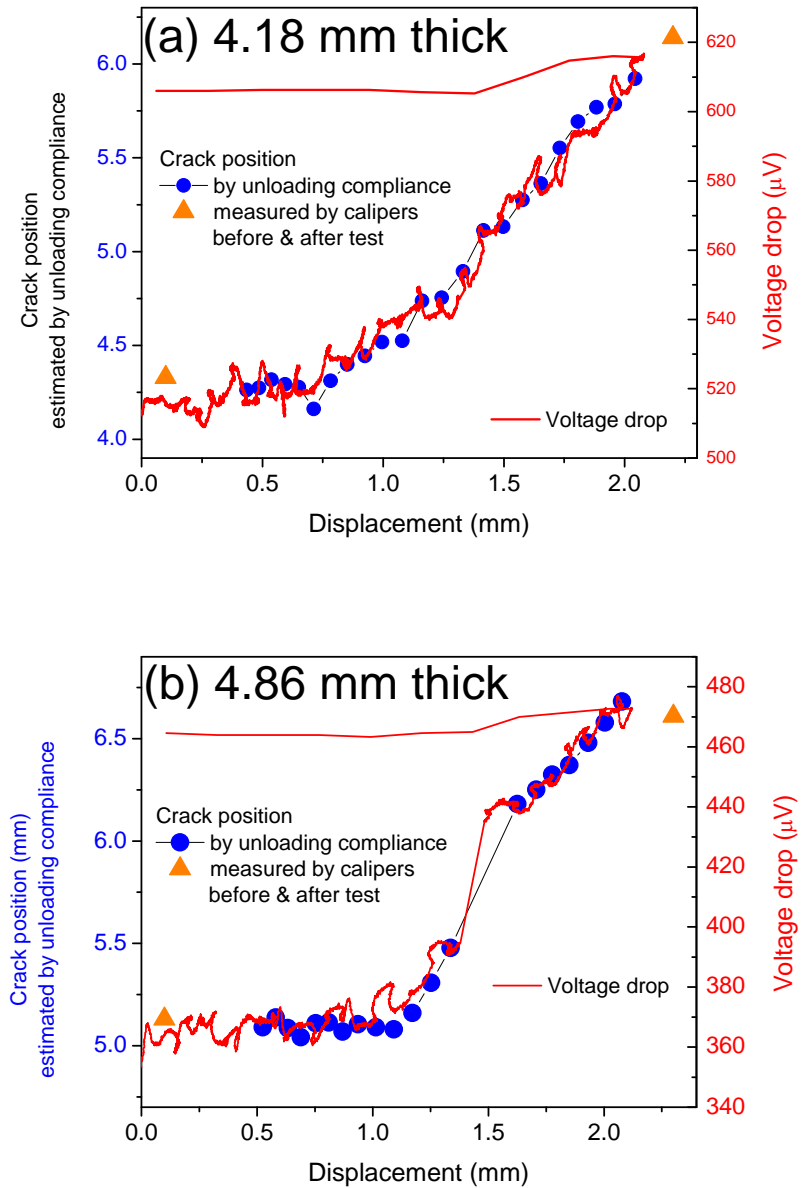 (a) 4.18 mm thick
6.0
5.5
5.0
4.5
4.0
Crack position
estimated by unloading compliance
Crack position
by unloading compliance
measured by calipers
before & after test
Voltage drop
620
600
580
560
540
520
500
Voltage drop (μV)
0.0
0.5
1.0
1.5
2.0
Displacement (mm)
(b) 4.86 mm thick
6.5
6.0
5.5
5.0
Crack position (mm)
estimated by unloading compliance
Crack position
by unloading compliance
measured by calipers
before & after test
Voltage drop
480
460
440
420
400
380
360
340
Voltage drop (μV)
0.0
0.5
1.0
1.5
2.0
Displacement (mm)